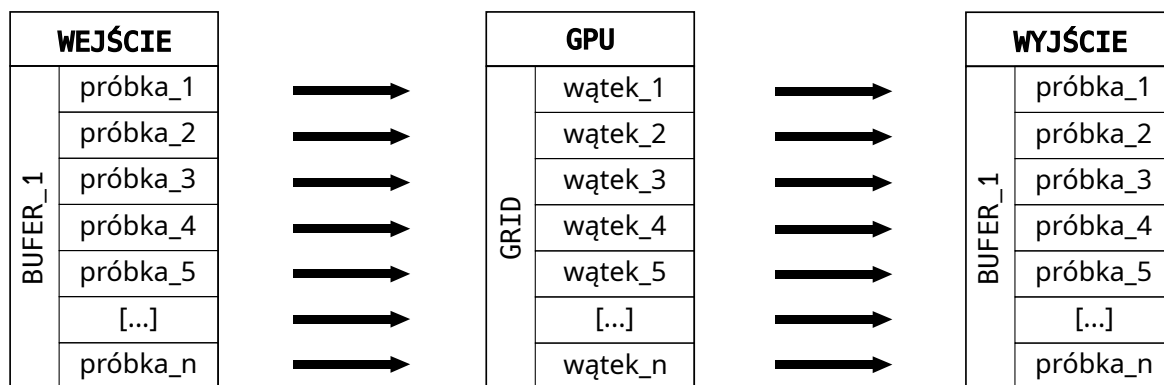 WEJŚCIE
BUFER_1
próbka_1
próbka_2
próbka_3
próbka_4
próbka_5
[...]
próbka_n
GPU
GRID
wątek_1
wątek_2
wątek_3
wątek_4
wątek_5
[...]
wątek_n
WYJŚCIE
BUFER_1
próbka_1
próbka_2
próbka_3
próbka_4
próbka_5
[...]
próbka_n